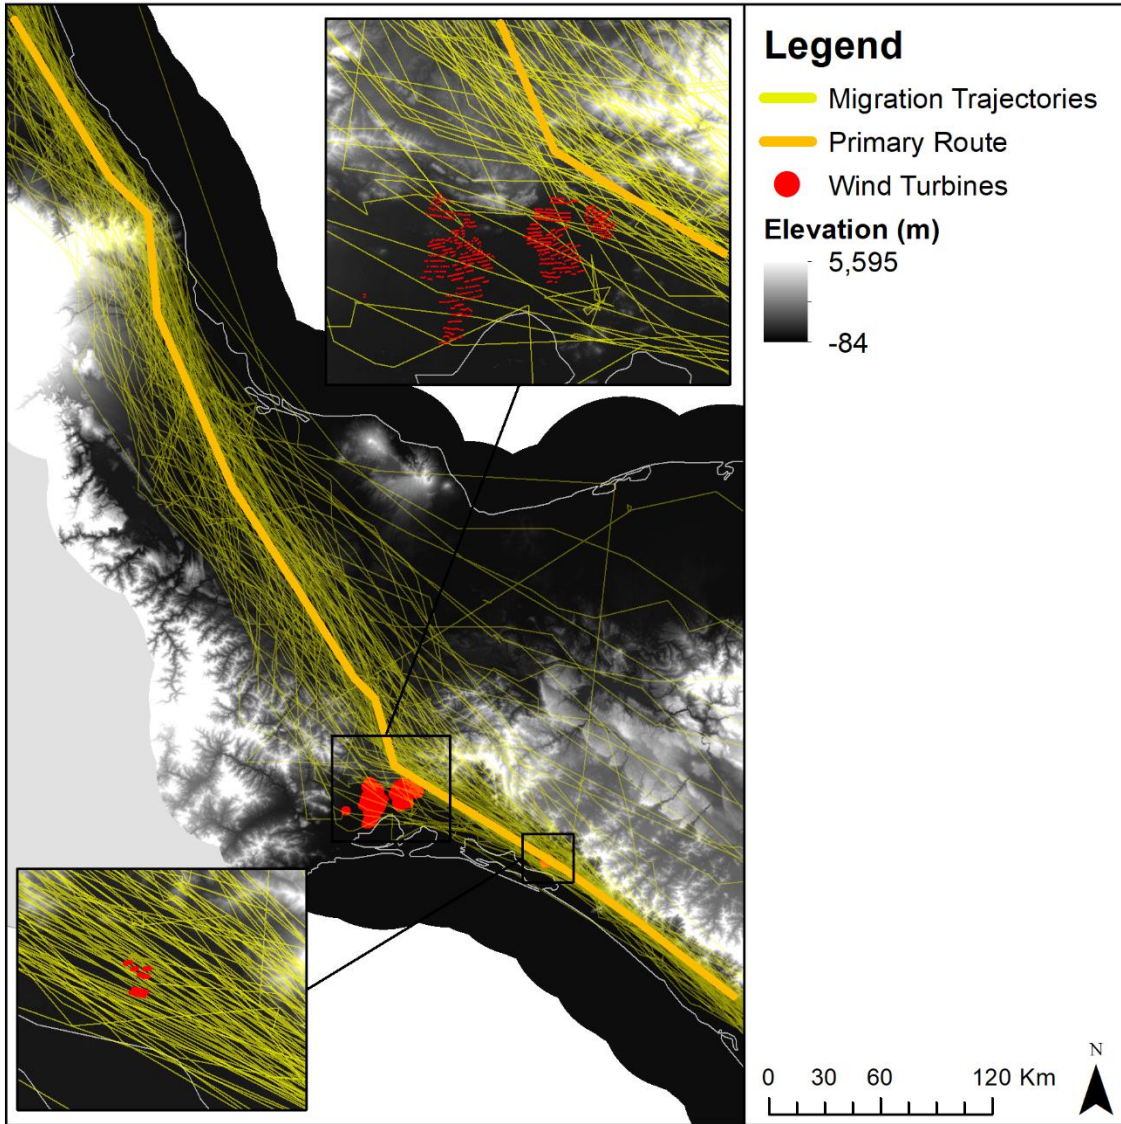 Legend
Migration Trajectories
Primary Route
Wind Turbines
Elevation (m)
5,595
-84
N
0 30 60 120 Km